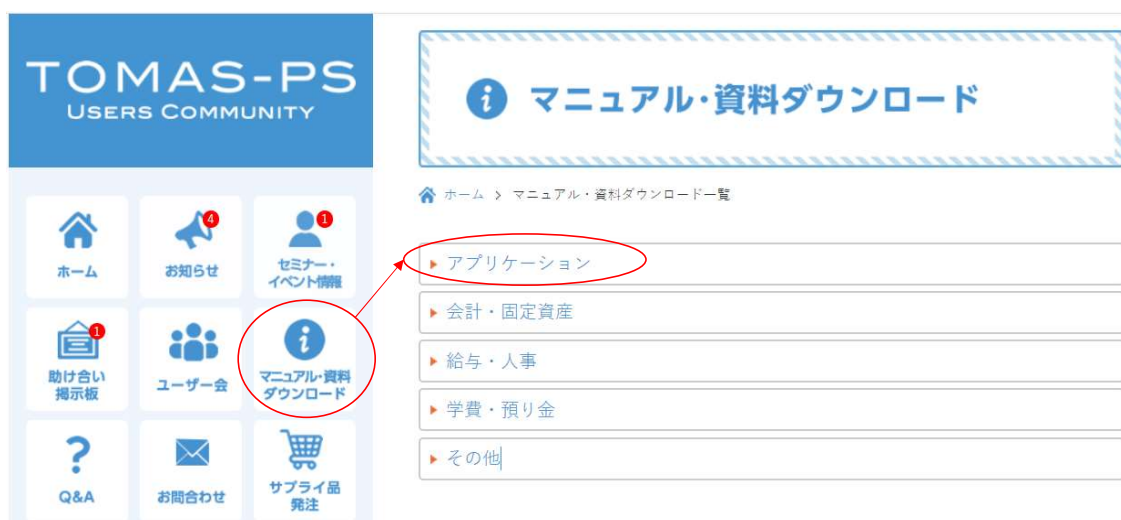 TOMAS-PS
USERS COMMUNITY
マニュアル・資料ダウンロード
ホーム > マニュアル・資料ダウンロード一覧
ホーム
4
お知らせ
1
セミナー・
イベント情報
1
助け合い
掲示板
ユーザー会
マニュアル・資料
ダウンロード
?
Q&A
お問合わせ
サプライ品
発注
アプリケーション
会計・固定資産
給与・人事
学費・預り金
その他